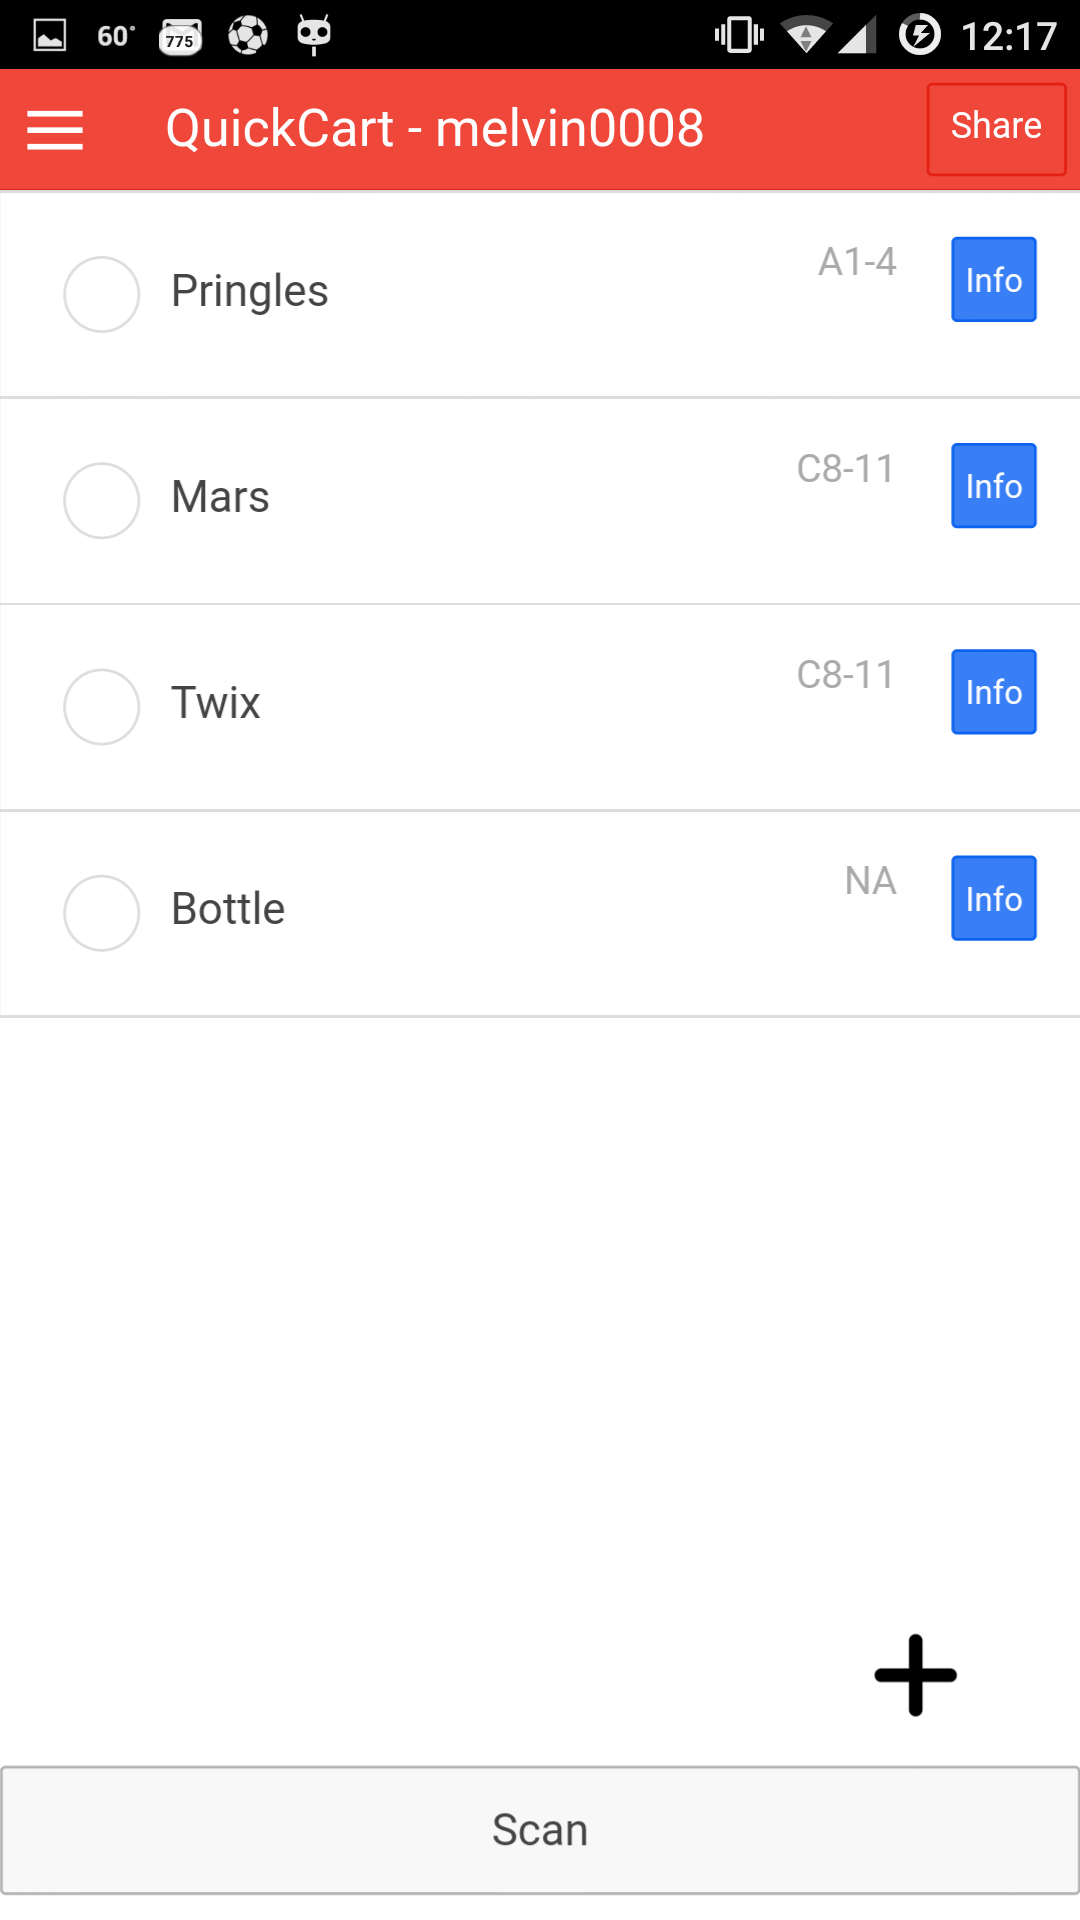 60° 775 12:17
QuickCart - melvin0008 Share
Pringles A1-4 Info
Mars C8-11 Info
Twix C8-11 Info
Bottle NA Info
Scan